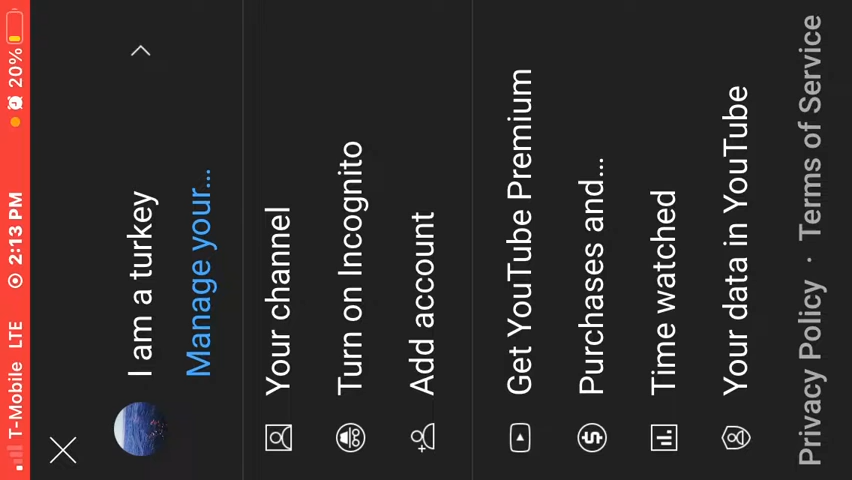 T-Mobile LTE 2:13 PM 20%
I am a turkey
Manage your...
Your channel
Turn on Incognito
Add account
Get YouTube Premium
Purchases and...
Time watched
Your data in YouTube
Privacy Policy · Terms of Service